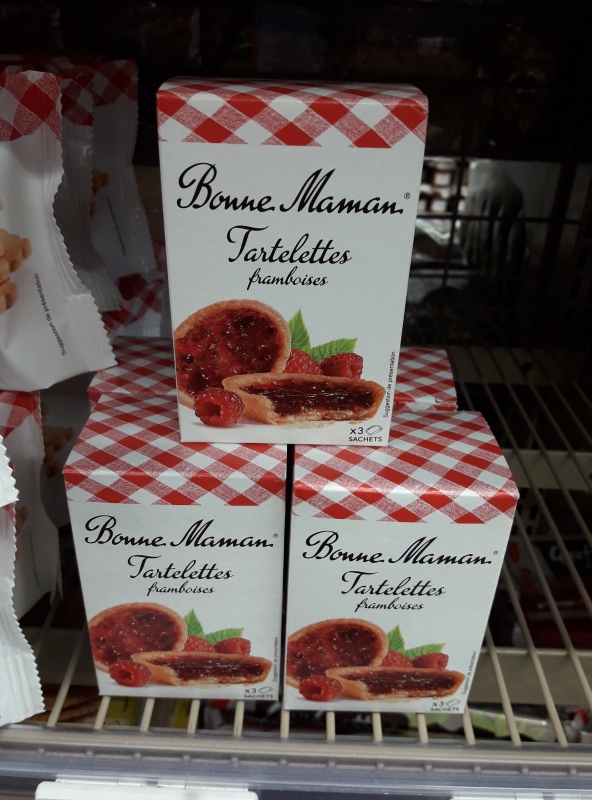 Bonne Maman®
Tartelettes
framboises
Suggestion de présentation
x3
SACHETS
Bonne Maman®
Tartelettes
framboises
x3
SACHETS
Bonne Maman®
Tartelettes
framboises
x3
SACHETS
Suggestion de présentation